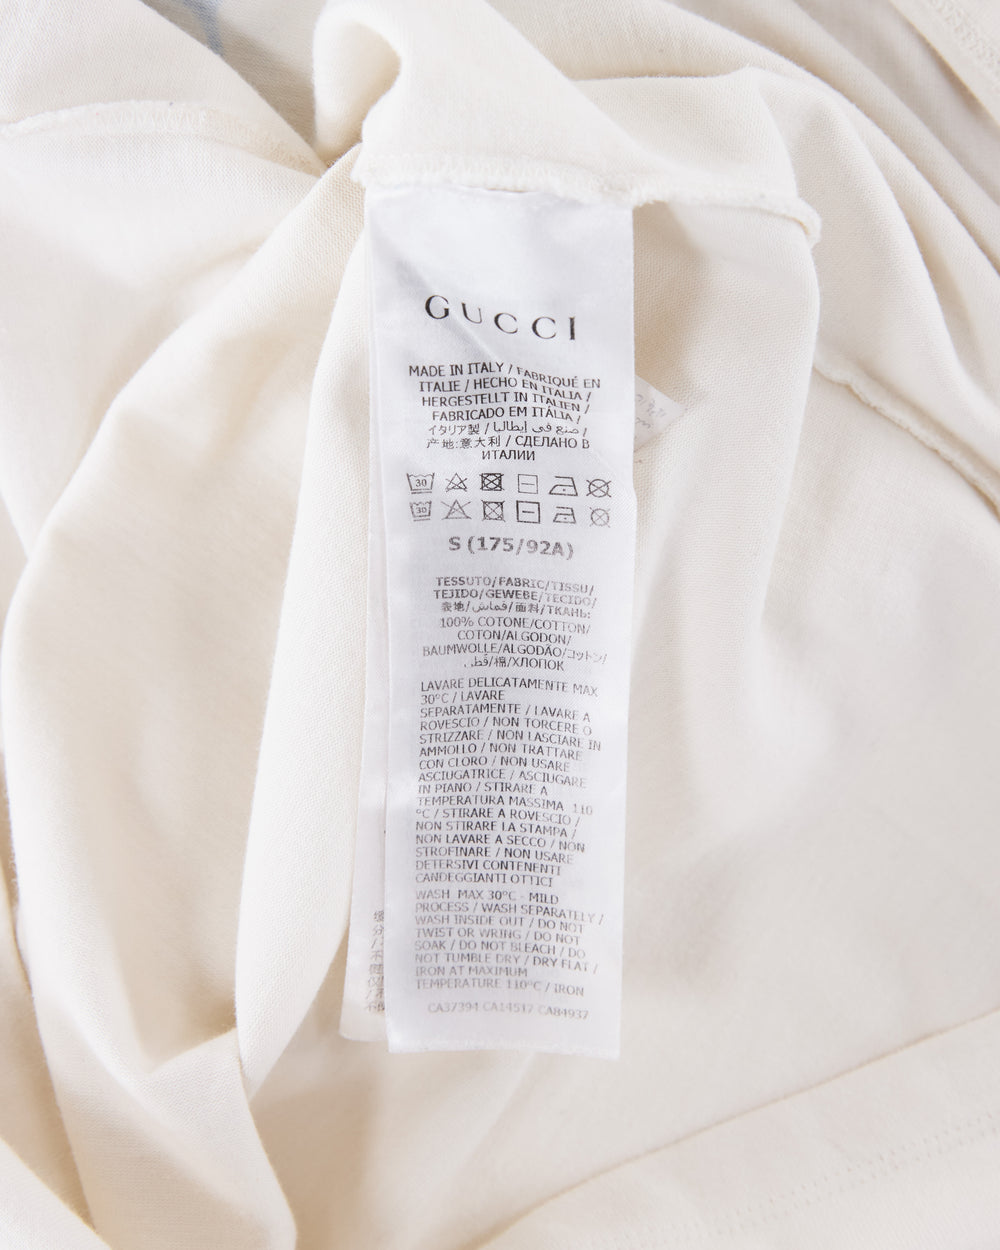 GUCCI
MADE IN ITALY / FABRIQUÉ EN
ITALIE / HECHO EN ITALIA /
HERGESTELLT IN ITALIEN /
FABRICADO EM ITÁLIA /
イタリア製 / صنع في إيطاليا /
产地:意大利 / СДЕЛАНО В
ИТАЛИИ
30
30
S (175/92A)
TESSUTO/FABRIC/TISSU/
TEJIDO/GEWEBE/TECIDO/
表地/قماش/面料/ТКАНЬ:
100% COTONE/COTTON/
COTON/ALGODON/
BAUMWOLLE/ALGODÃO/コットン/
قطن/棉/ХЛОПОК
LAVARE DELICATAMENTE MAX
30°C / LAVARE
SEPARATAMENTE / LAVARE A
ROVESCIO / NON TORCERE O
STRIZZARE / NON LASCIARE IN
AMMOLLO / NON TRATTARE
CON CLORO / NON USARE
ASCIUGATRICE / ASCIUGARE
IN PIANO / STIRARE A
TEMPERATURA MASSIMA 110
°C / STIRARE A ROVESCIO /
NON STIRARE LA STAMPA /
NON LAVARE A SECCO / NON
STROFINARE / NON USARE
DETERSIVI CONTENENTI
CANDEGGIANTI OTTICI
WASH MAX 30°C - MILD
PROCESS / WASH SEPARATELY /
WASH INSIDE OUT / DO NOT
TWIST OR WRING / DO NOT
SOAK / DO NOT BLEACH / DO
NOT TUMBLE DRY / DRY FLAT /
IRON AT MAXIMUM
TEMPERATURE 110°C / IRON
CA37394 CA14517 CA84937